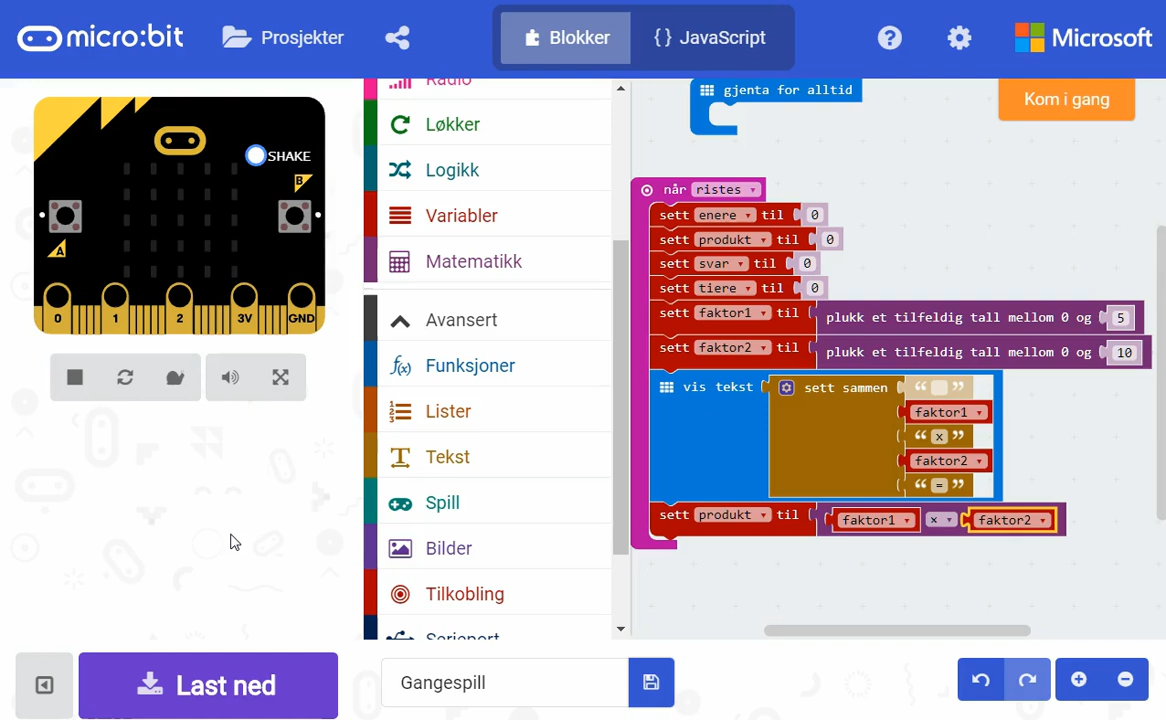 micro:bit
Prosjekter
Blokker
{ } JavaScript
Microsoft
SHAKE
B
A
0 1 2 3V GND
Radio
Løkker
Logikk
Variabler
Matematikk
Avansert
Funksjoner
Lister
Tekst
Spill
Bilder
Tilkobling
Serieport
gjenta for alltid
Kom i gang
når ristes
sett enere til 0
sett produkt til 0
sett svar til 0
sett tiere til 0
sett faktor1 til plukk et tilfeldig tall mellom 0 og 5
sett faktor2 til plukk et tilfeldig tall mellom 0 og 10
vis tekst sett sammen “ ”
faktor1
“ x ”
faktor2
“ = ”
sett produkt til faktor1 × faktor2
Last ned
Gangespill